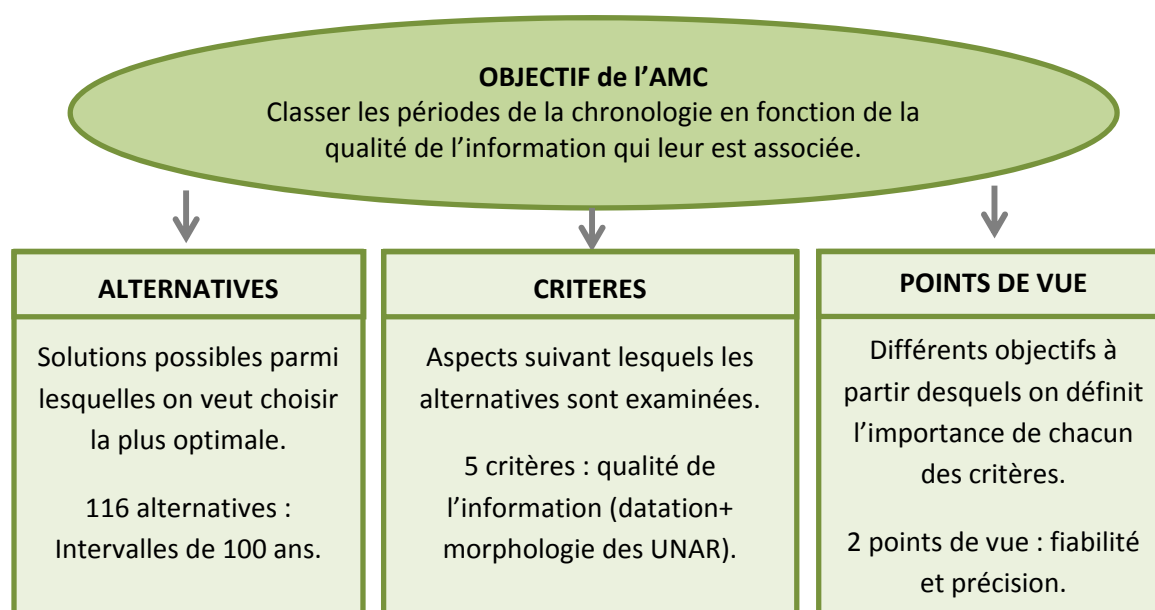 OBJECTIF de l'AMC
Classer les périodes de la chronologie en fonction de la
qualité de l'information qui leur est associée.
ALTERNATIVES
Solutions possibles parmi
lesquelles on veut choisir
la plus optimale.
116 alternatives :
Intervalles de 100 ans.
CRITERES
Aspects suivant lesquels les
alternatives sont examinées.
5 critères : qualité de
l'information (datation+
morphologie des UNAR).
POINTS DE VUE
Différents objectifs à
partir desquels on définit
l'importance de chacun
des critères.
2 points de vue : fiabilité
et précision.